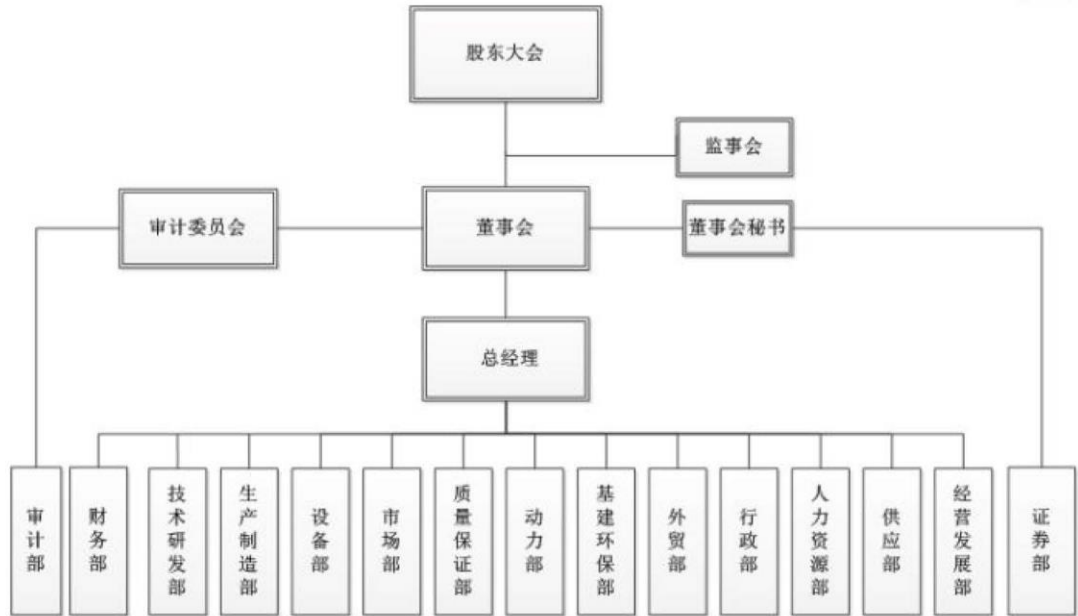 股东大会
监事会
审计委员会
董事会
董事会秘书
总经理
审计部
财务部
技术研发部
生产制造部
设备部
市场部
质量保证部
动力部
基建环保部
外贸部
行政部
人力资源部
供应部
经营发展部
证券部